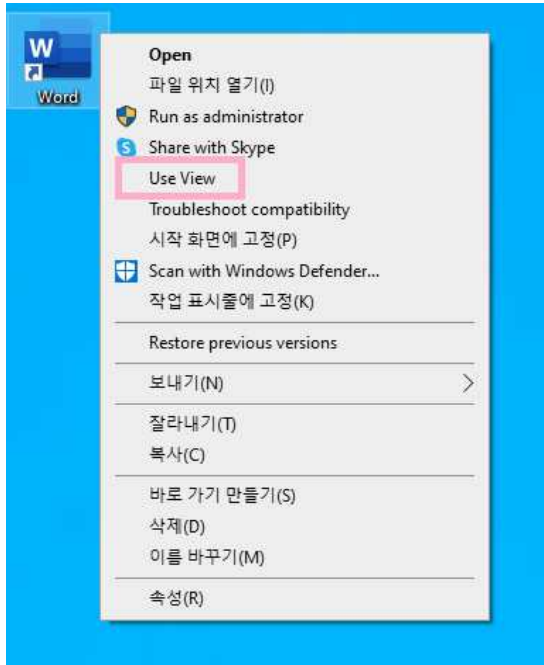 W
Word
Open
파일 위치 열기(I)
Run as administrator
Share with Skype
Use View
Troubleshoot compatibility
시작 화면에 고정(P)
Scan with Windows Defender...
작업 표시줄에 고정(K)
Restore previous versions
보내기(N)
잘라내기(T)
복사(C)
바로 가기 만들기(S)
삭제(D)
이름 바꾸기(M)
속성(R)